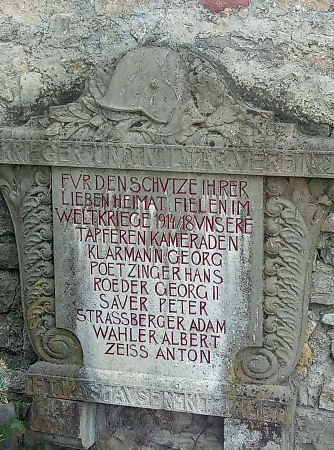 FVR DEN SCHVTZE IHRER
LIEBEN HEIMAT FIELEN IM
WELTKRIEGE 1914/18 VNSERE
TAPFEREN KAMERADEN
KLARMANN GEORG
POETZINGER HANS
ROEDER GEORG II
SAVER PETER
STRASSBERGER ADAM
WAHLER ALBERT
ZEISS ANTON